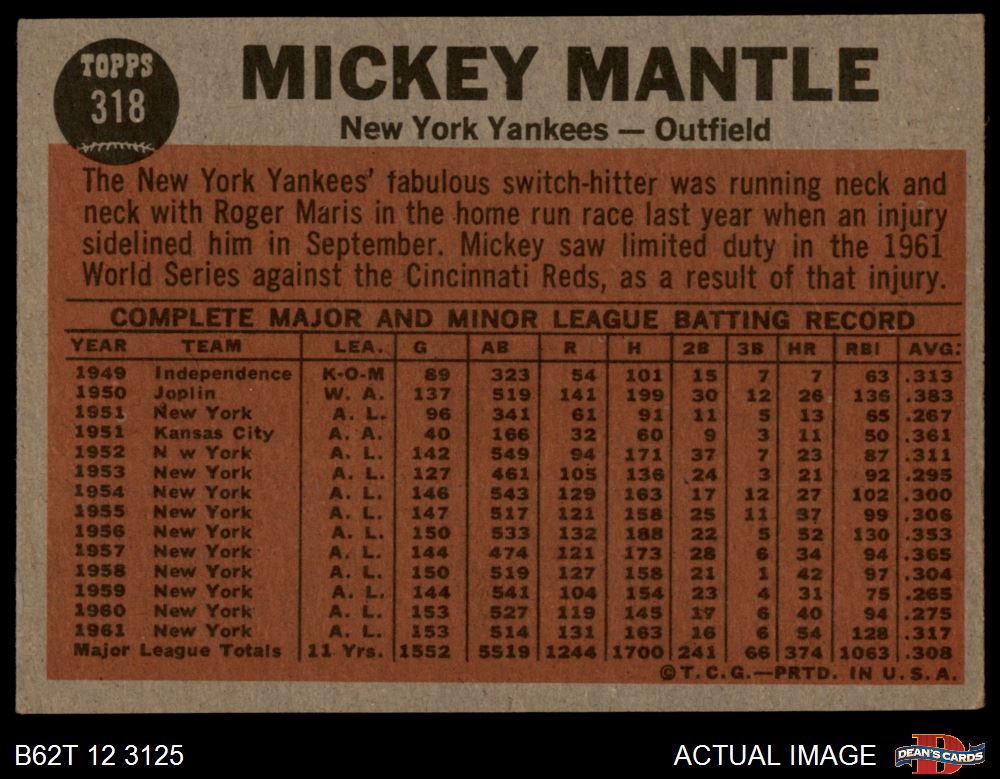 TOPPS
318
MICKEY MANTLE
New York Yankees — Outfield
The New York Yankees' fabulous switch-hitter was running neck and
neck with Roger Maris in the home run race last year when an injury
sidelined him in September. Mickey saw limited duty in the 1961
World Series against the Cincinnati Reds, as a result of that injury.
COMPLETE MAJOR AND MINOR LEAGUE BATTING RECORD
YEAR TEAM LEA. G AB R H 2B 3B HR RBI AVG.
1949 Independence K-O-M 89 323 54 101 15 7 7 63 .313
1950 Joplin W. A. 137 519 141 199 30 12 26 136 .383
1951 New York A. L. 96 341 61 91 11 5 13 65 .267
1951 Kansas City A. A. 40 166 32 60 9 3 11 50 .361
1952 N w York A. L. 142 549 94 171 37 7 23 87 .311
1953 New York A. L. 127 461 105 136 24 3 21 92 .295
1954 New York A. L. 146 543 129 163 17 12 27 102 .300
1955 New York A. L. 147 517 121 158 25 11 37 99 .306
1956 New York A. L. 150 533 132 188 22 5 52 130 .353
1957 New York A. L. 144 474 121 173 28 6 34 94 .365
1958 New York A. L. 150 519 127 158 21 1 42 97 .304
1959 New York A. L. 144 541 104 154 23 4 31 75 .265
1960 New York A. L. 153 527 119 145 17 6 40 94 .275
1961 New York A. L. 153 514 131 163 16 6 54 128 .317
Major League Totals 11 Yrs. 1552 5519 1244 1700 241 66 374 1063 .308
©T.C.G.—PRTD. IN U.S.A.
B62T 12 3125
ACTUAL IMAGE
DEAN'S CARDS